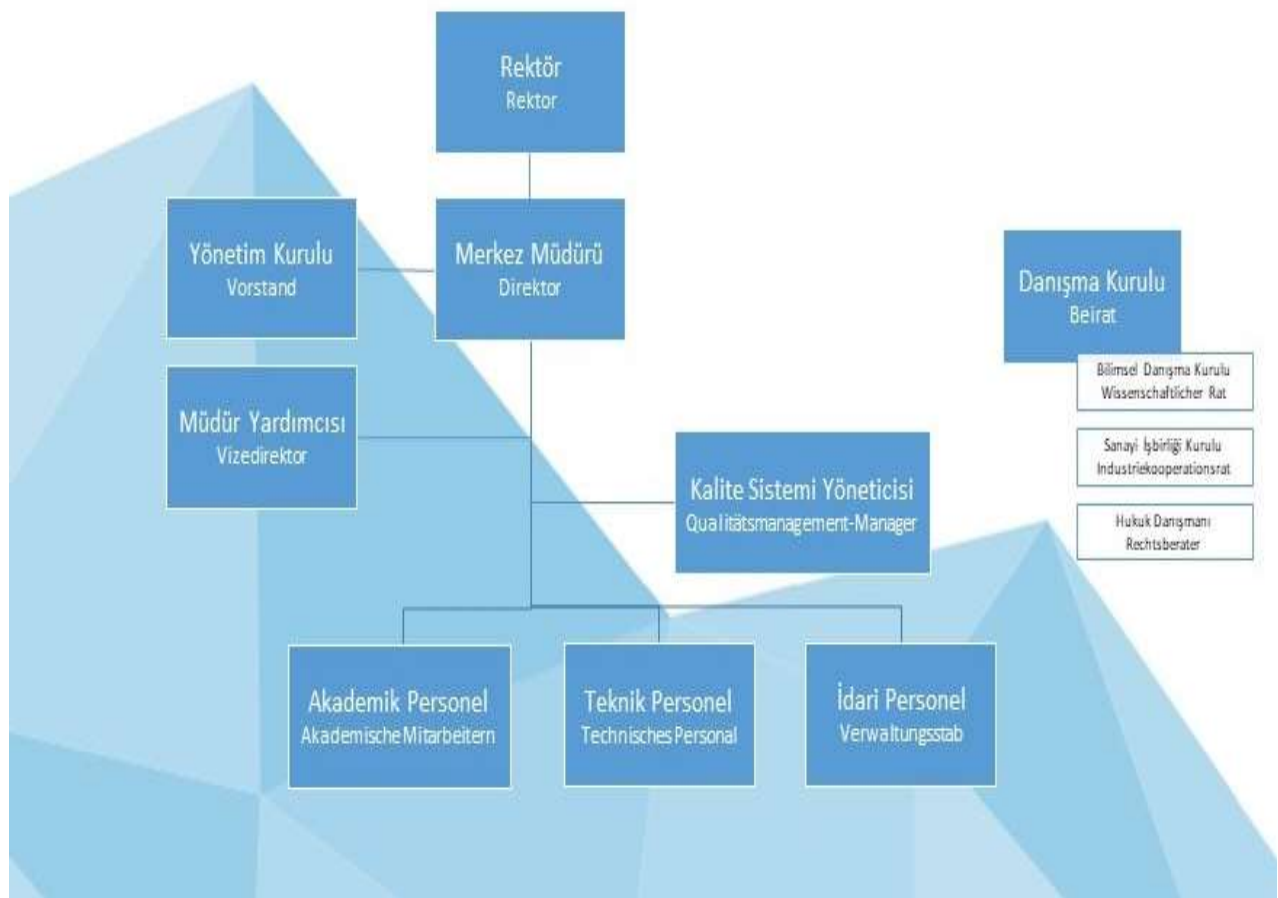 Rektör
Rektor
Yönetim Kurulu
Vorstand
Merkez Müdürü
Direktor
Danışma Kurulu
Beirat
Bilimsel Danışma Kurulu
Wissenschaftlicher Rat
Sanayi İşbirliği Kurulu
Industriekooperationsrat
Hukuk Danışmanı
Rechtsberater
Müdür Yardımcısı
Vizedirektor
Kalite Sistemi Yöneticisi
Qualitätsmanagement-Manager
Akademik Personel
Akademische Mitarbeitern
Teknik Personel
Technisches Personal
İdari Personel
Verwaltungsstab